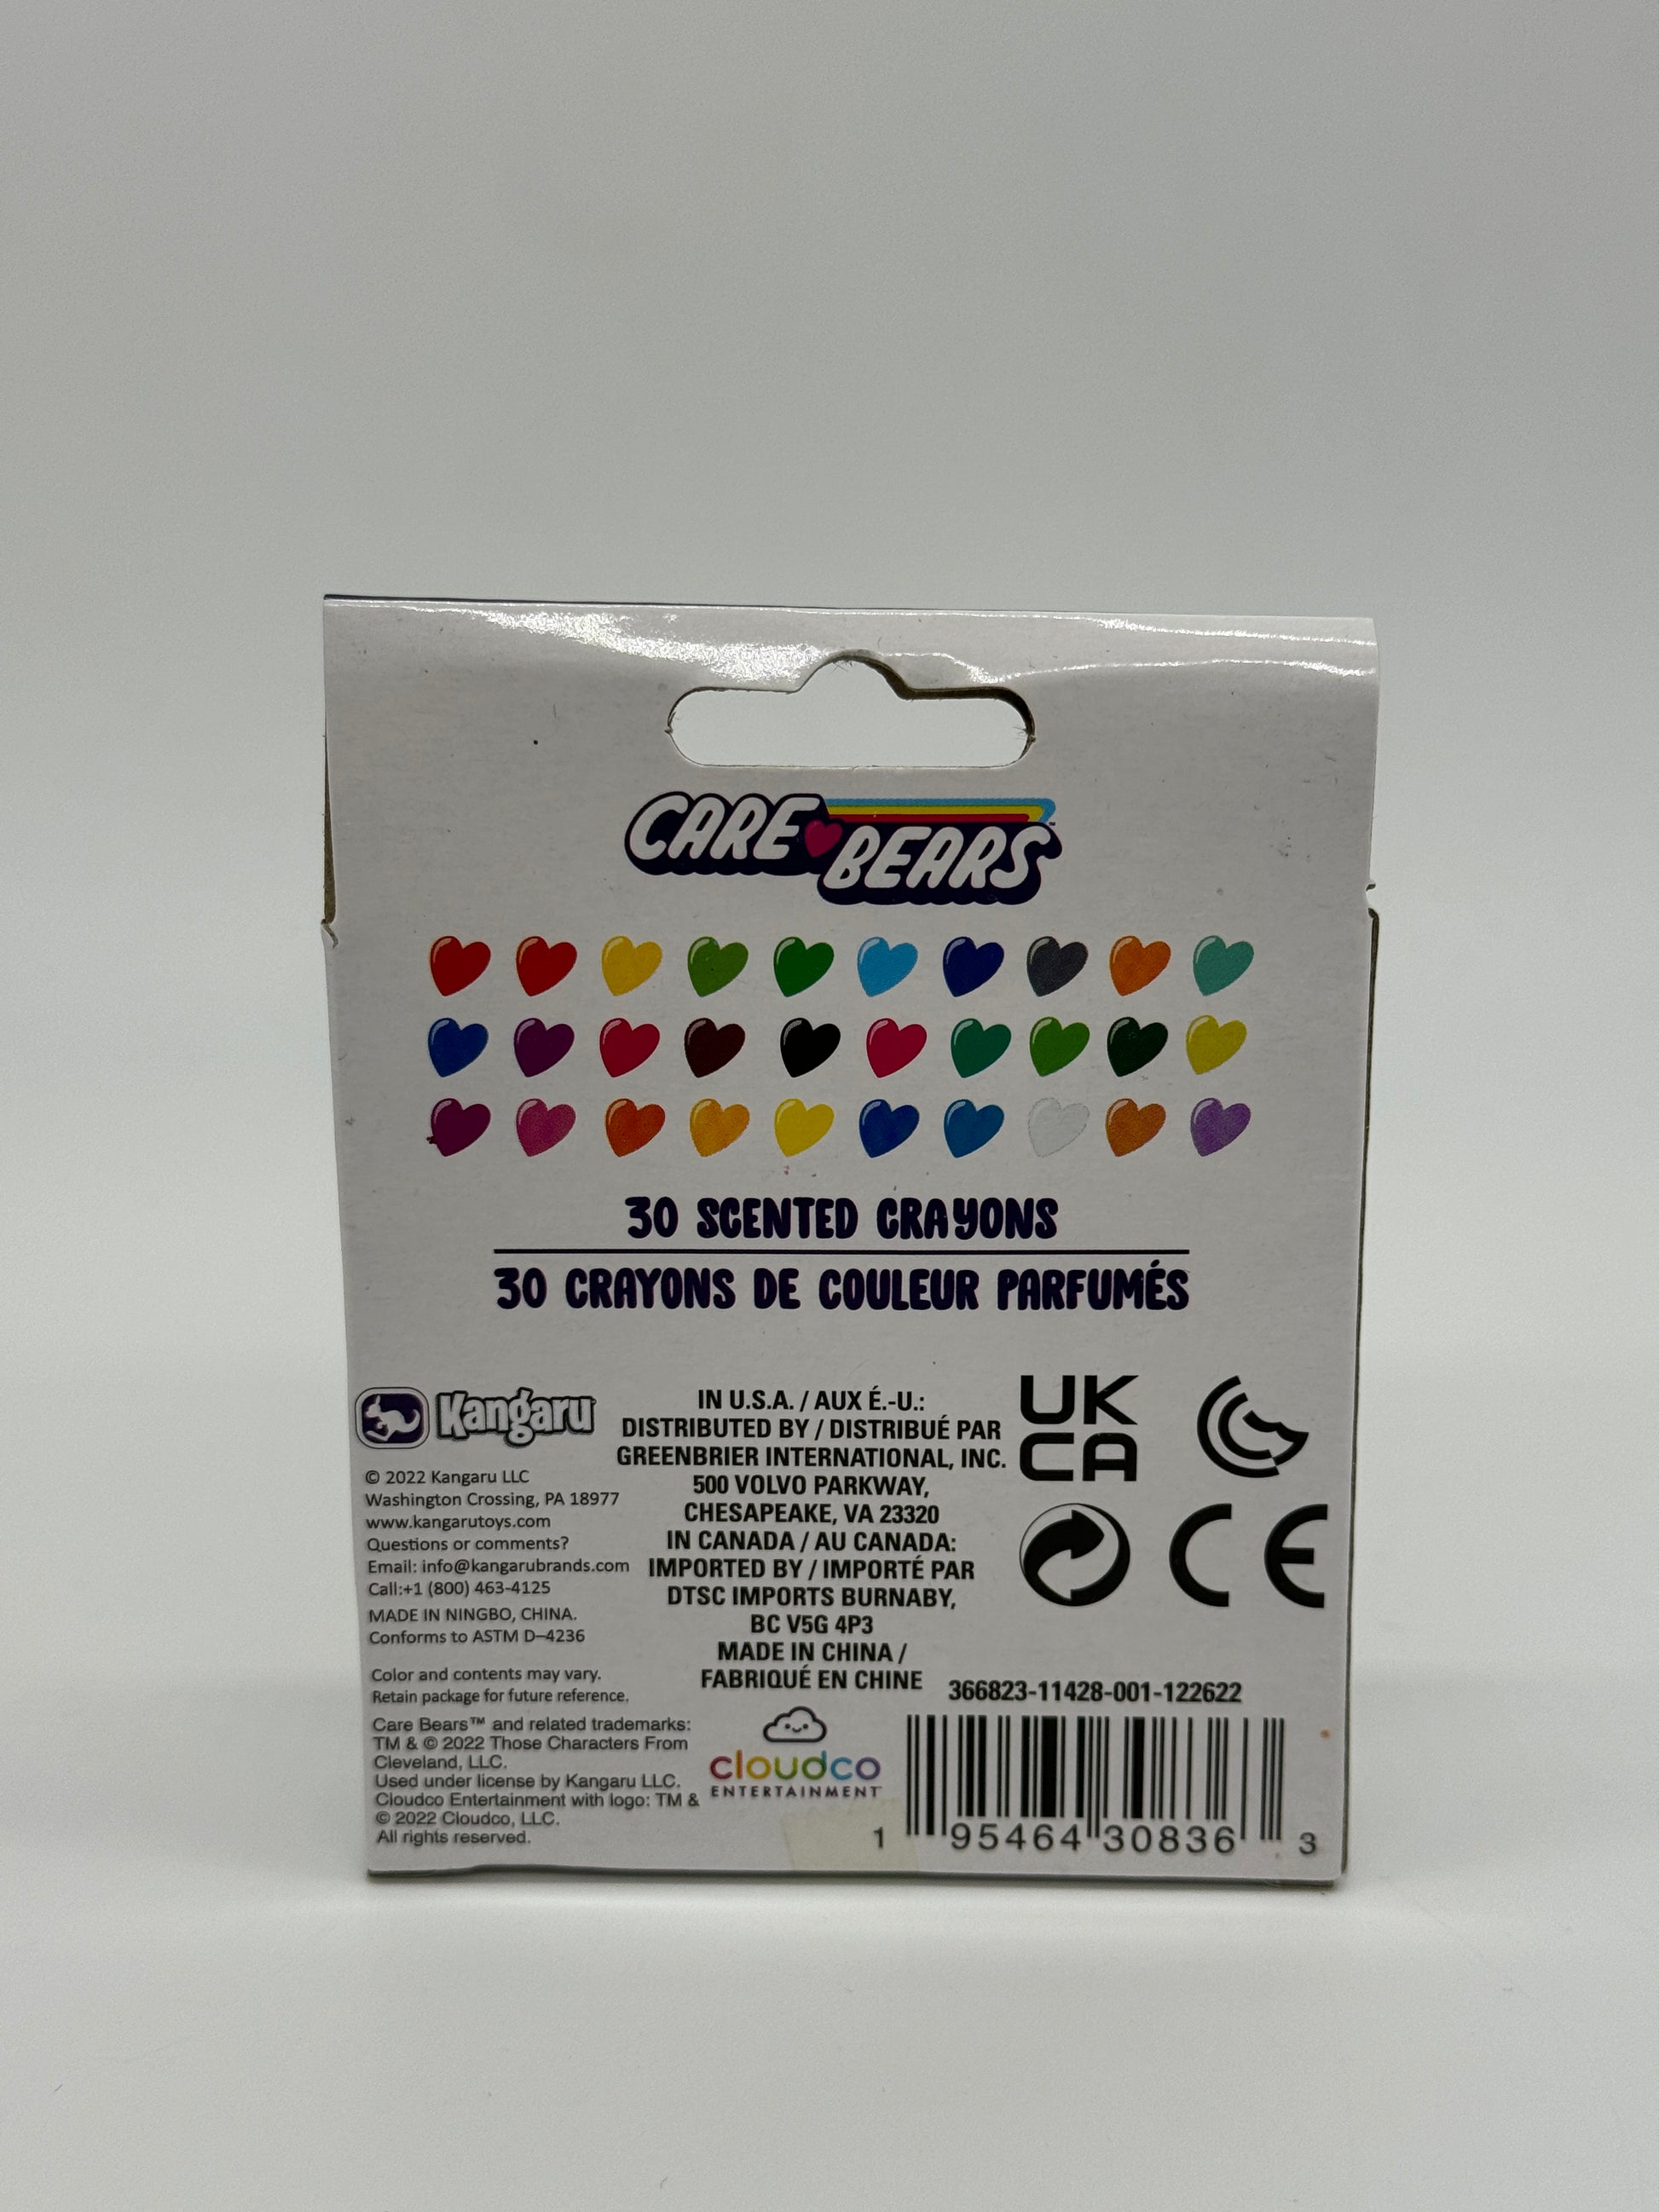 CARE BEARS™
30 SCENTED CRAYONS
30 CRAYONS DE COULEUR PARFUMÉS
Kangaru
© 2022 Kangaru LLC
Washington Crossing, PA 18977
www.kangarutoys.com
Questions or comments?
Email: info@kangarubrands.com
Call:+1 (800) 463-4125
MADE IN NINGBO, CHINA.
Conforms to ASTM D–4236
Color and contents may vary.
Retain package for future reference.
Care Bears™ and related trademarks:
TM & © 2022 Those Characters From
Cleveland, LLC.
Used under license by Kangaru LLC.
Cloudco Entertainment with logo: TM &
© 2022 Cloudco, LLC.
All rights reserved.
IN U.S.A. / AUX É.-U.:
DISTRIBUTED BY / DISTRIBUÉ PAR
GREENBRIER INTERNATIONAL, INC.
500 VOLVO PARKWAY,
CHESAPEAKE, VA 23320
IN CANADA / AU CANADA:
IMPORTED BY / IMPORTÉ PAR
DTSC IMPORTS BURNABY,
BC V5G 4P3
MADE IN CHINA /
FABRIQUÉ EN CHINE
cloudco
ENTERTAINMENT
UK
CA
CE
366823-11428-001-122622
1 95464 30836 3